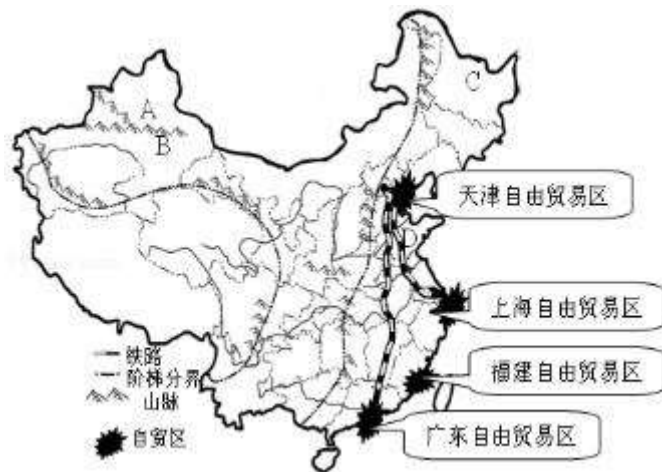 A
B
C
D
天津自由贸易区
上海自由贸易区
福建自由贸易区
广东自由贸易区
铁路
阶梯分界
山脉
自贸区